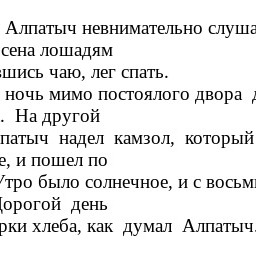 Алпатыч невнимательно слуша
сена лошадям
вшись чаю, лег спать.
ночь мимо постоялого двора д
. На другой
патыч надел камзол, который
е, и пошел по
Утро было солнечное, и с восьм
Дорогой день
рки хлеба, как думал Алпатыч.